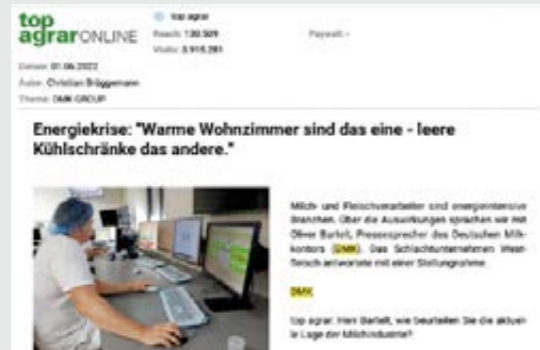 top
agrarONLINE
top agrar
Reach: 130.509
Visits: 3.915.281
Paywall: -
Datum: 01.06.2022
Autor: Christian Brüggemann
Thema: DMK GROUP
Energiekrise: "Warme Wohnzimmer sind das eine - leere
Kühlschränke das andere."
Milch- und Fleischverarbeiter sind energieintensive
Branchen. Über die Auswirkungen sprachen wir mit
Oliver Bartelt, Pressesprecher des Deutschen Milch-
kontors (DMK). Das Schlachtunternehmen West-
fleisch antwortete mit einer Stellungnahme.
DMK
top agrar: Herr Bartelt, wie beurteilen Sie die aktuel-
le Lage der Milchindustrie?